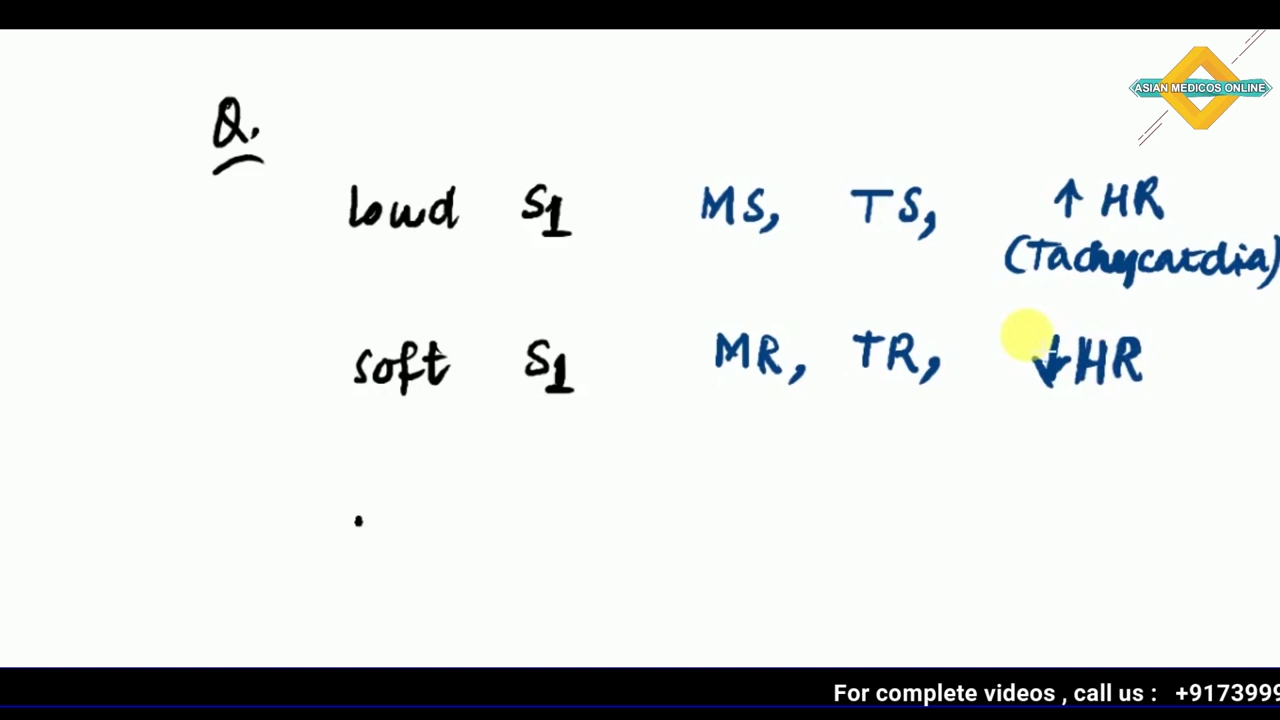 ASIAN MEDICOS ONLINE
Q.
loud S1 MS, TS, ↑ HR
(Tachycardia)
soft S1 MR, TR, ↓ HR
For complete videos , call us : +9173999